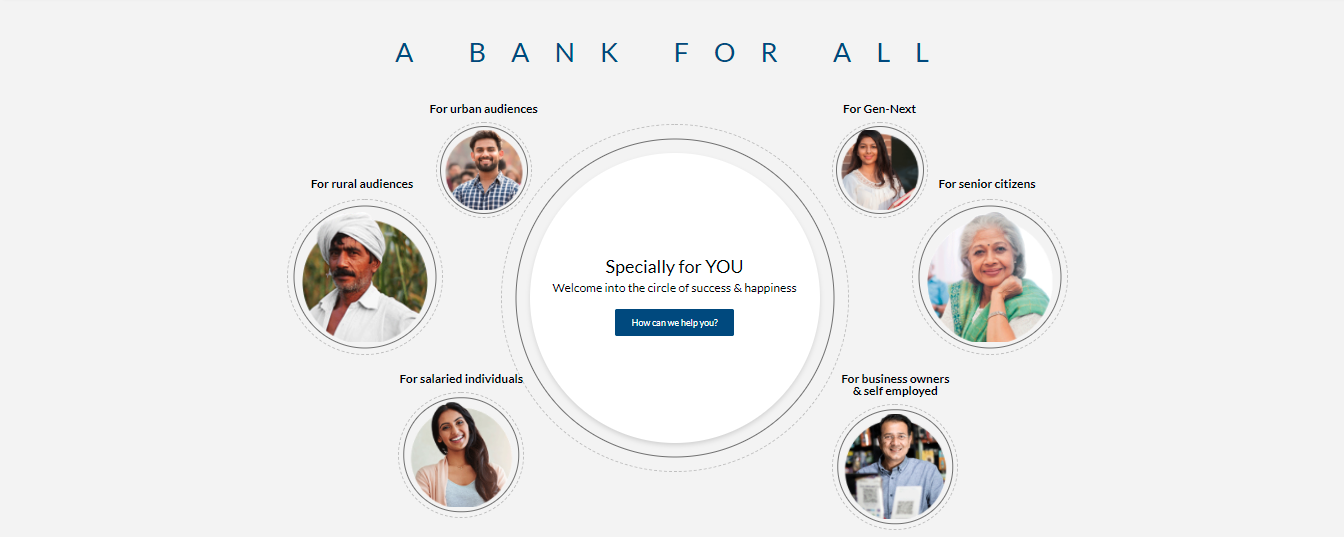 A BANK FOR ALL
For urban audiences
For Gen-Next
For rural audiences
For senior citizens
Specially for YOU
Welcome into the circle of success & happiness
How can we help you?
For salaried individuals
For business owners
& self employed